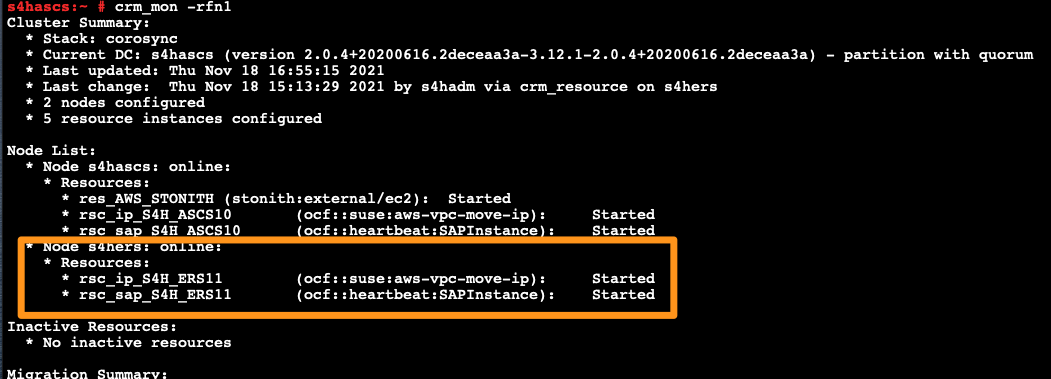 s4hascs:~ # crm_mon -rfn1
Cluster Summary:
* Stack: corosync
* Current DC: s4hascs (version 2.0.4+20200616.2deceaa3a-3.12.1-2.0.4+20200616.2deceaa3a) - partition with quorum
* Last updated: Thu Nov 18 16:55:15 2021
* Last change:  Thu Nov 18 15:13:29 2021 by s4hadm via crm_resource on s4hers
* 2 nodes configured
* 5 resource instances configured
Node List:
* Node s4hascs: online:
* Resources:
* res_AWS_STONITH (stonith:external/ec2):  Started
* rsc_ip_S4H_ASCS10 (ocf::suse:aws-vpc-move-ip): Started
* rsc_sap_S4H_ASCS10 (ocf::heartbeat:SAPInstance): Started
* Node s4hers: online:
* Resources:
* rsc_ip_S4H_ERS11 (ocf::suse:aws-vpc-move-ip): Started
* rsc_sap_S4H_ERS11 (ocf::heartbeat:SAPInstance): Started
Inactive Resources:
* No inactive resources
Migration Summary: